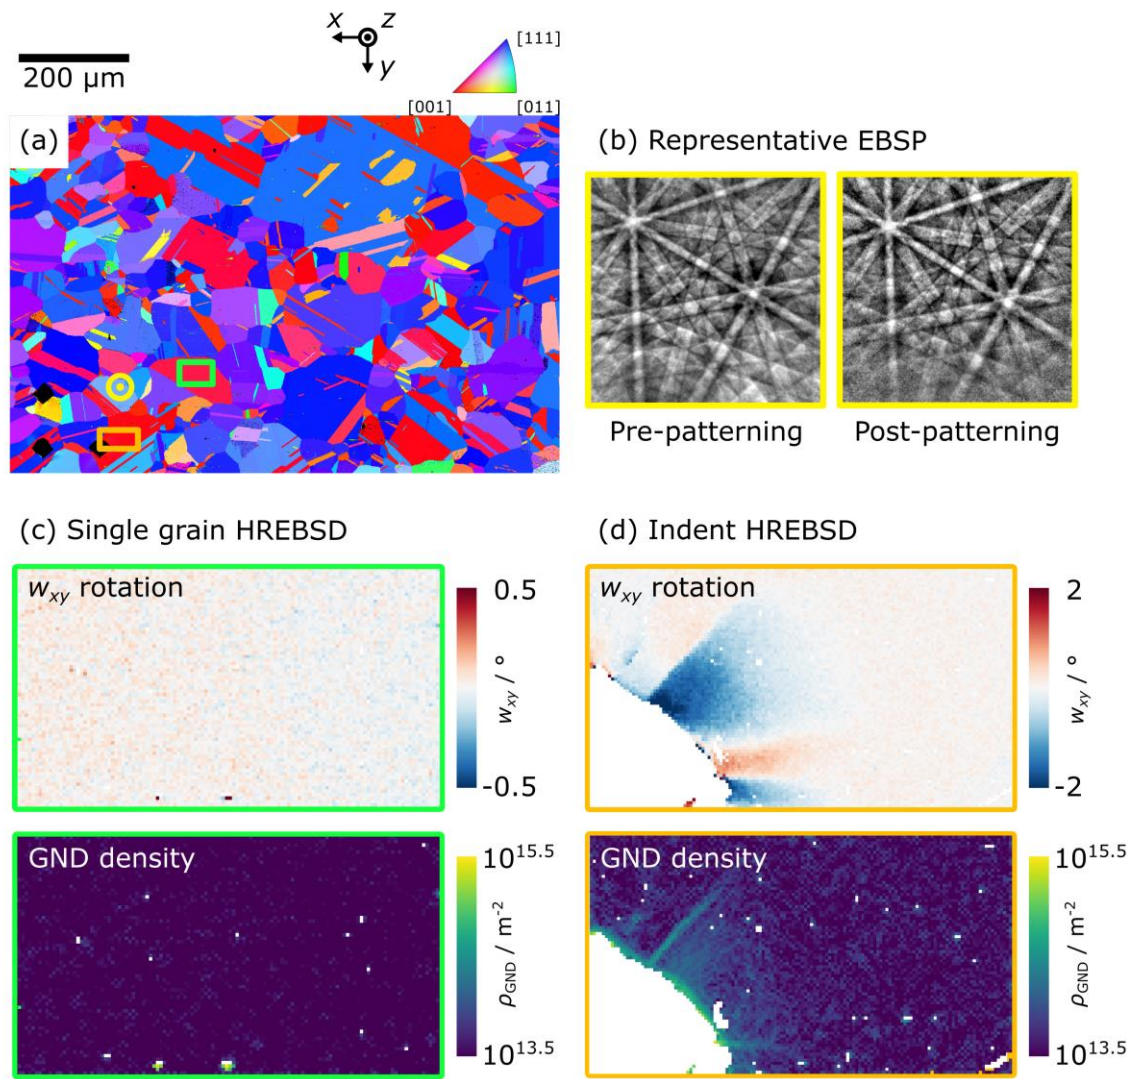 x z
y
200 μm
[111]
[001] [011]
(a)
(b) Representative EBSP
Pre-patterning Post-patterning
(c) Single grain HREBSD
(d) Indent HREBSD
w_xy rotation
0.5
w_xy / °
-0.5
w_xy rotation
2
w_xy / °
-2
GND density
10^15.5
ρ_GND / m^-2
10^13.5
GND density
10^15.5
ρ_GND / m^-2
10^13.5